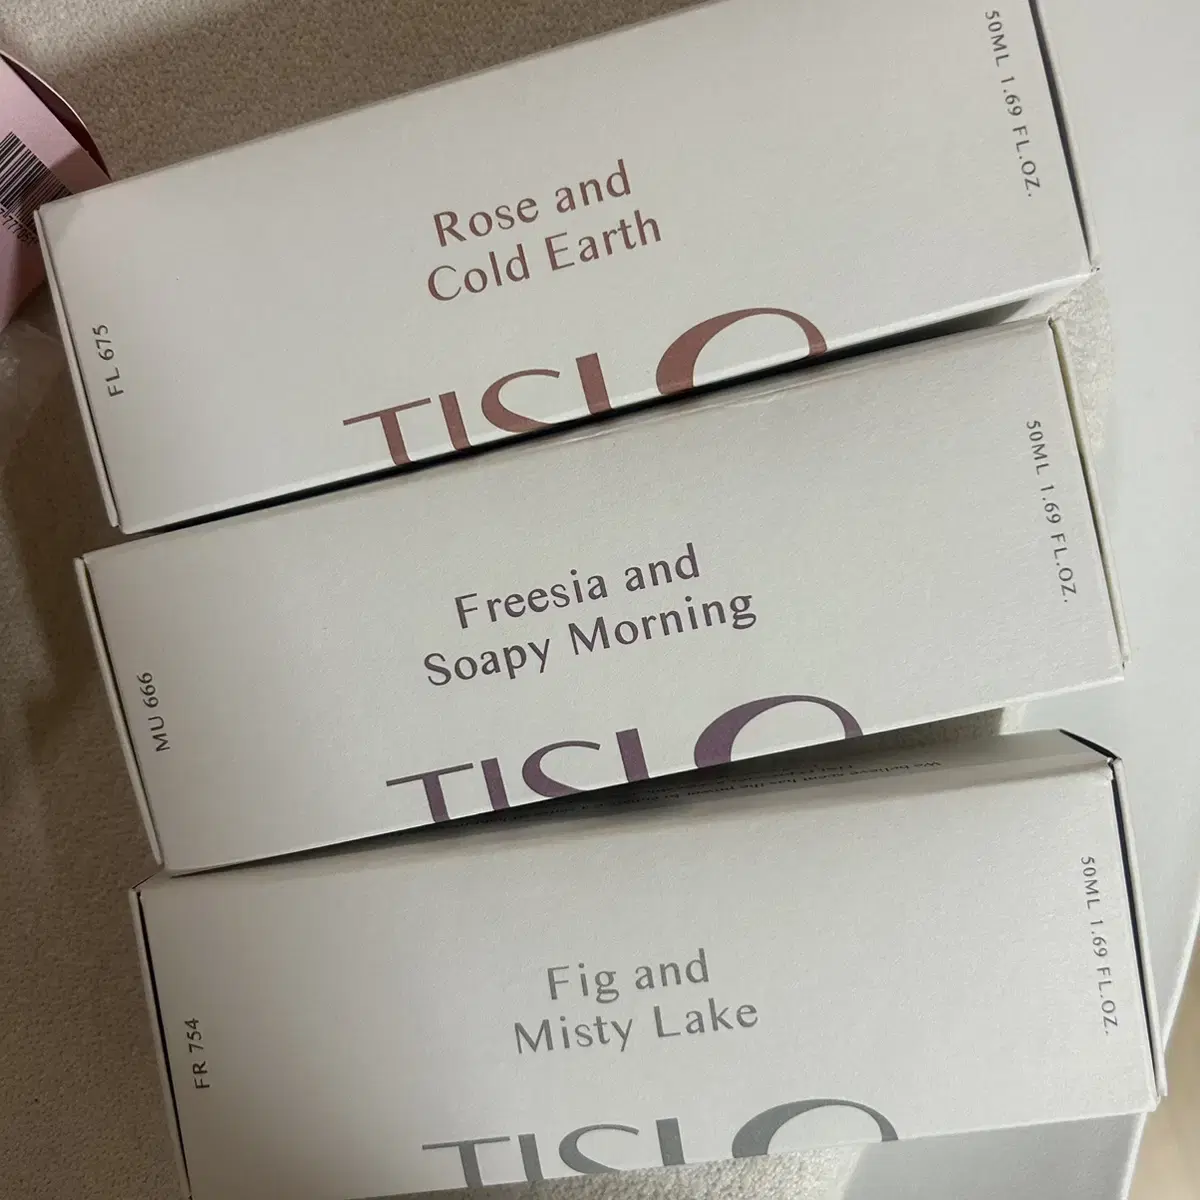 50ML 1.69 FL.OZ.
Rose and
Cold Earth
FL 675
TISLO
50ML 1.69 FL.OZ.
Freesia and
Soapy Morning
MU 666
TISLO
50ML 1.69 FL.OZ.
Fig and
Misty Lake
FR 754
TISLO